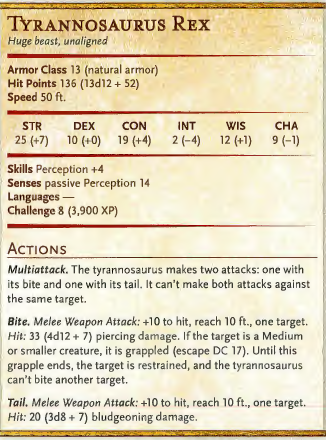 TYRANNOSAURUS REX
Huge beast, unaligned
Armor Class 13 (natural armor)
Hit Points 136 (13d12 + 52)
Speed 50 ft.
STR DEX CON INT WIS CHA
25 (+7) 10 (+0) 19 (+4) 2 (−4) 12 (+1) 9 (−1)
Skills Perception +4
Senses passive Perception 14
Languages —
Challenge 8 (3,900 XP)
ACTIONS
Multiattack. The tyrannosaurus makes two attacks: one with
its bite and one with its tail. It can't make both attacks against
the same target.
Bite. Melee Weapon Attack: +10 to hit, reach 10 ft., one target.
Hit: 33 (4d12 + 7) piercing damage. If the target is a Medium
or smaller creature, it is grappled (escape DC 17). Until this
grapple ends, the target is restrained, and the tyrannosaurus
can't bite another target.
Tail. Melee Weapon Attack: +10 to hit, reach 10 ft., one target.
Hit: 20 (3d8 + 7) bludgeoning damage.